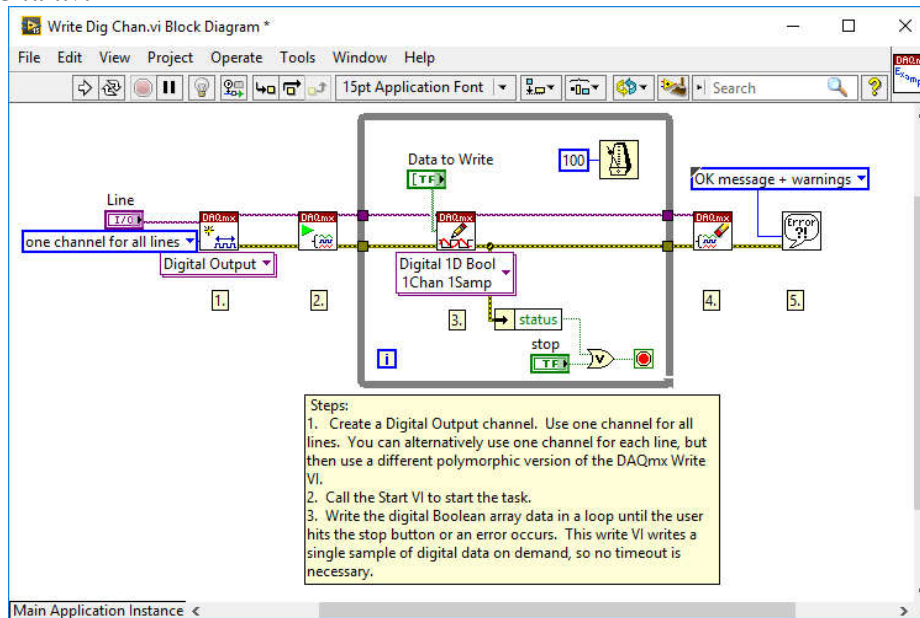 Write Dig Chan.vi Block Diagram *
File Edit View Project Operate Tools Window Help
15pt Application Font
Search
DAQmx
Data to Write
TF
100
OK message + warnings
Line
I/O
DAQmx
DAQmx
DAQmx
DAQmx
Error
?!
one channel for all lines
Digital Output
Digital 1D Bool
1Chan 1Samp
1.
2.
3.
4.
5.
status
stop
TF
V
i
Steps:
1. Create a Digital Output channel. Use one channel for all
lines. You can alternatively use one channel for each line, but
then use a different polymorphic version of the DAQmx Write
VI.
2. Call the Start VI to start the task.
3. Write the digital Boolean array data in a loop until the user
hits the stop button or an error occurs. This write VI writes a
single sample of digital data on demand, so no timeout is
necessary.
Main Application Instance